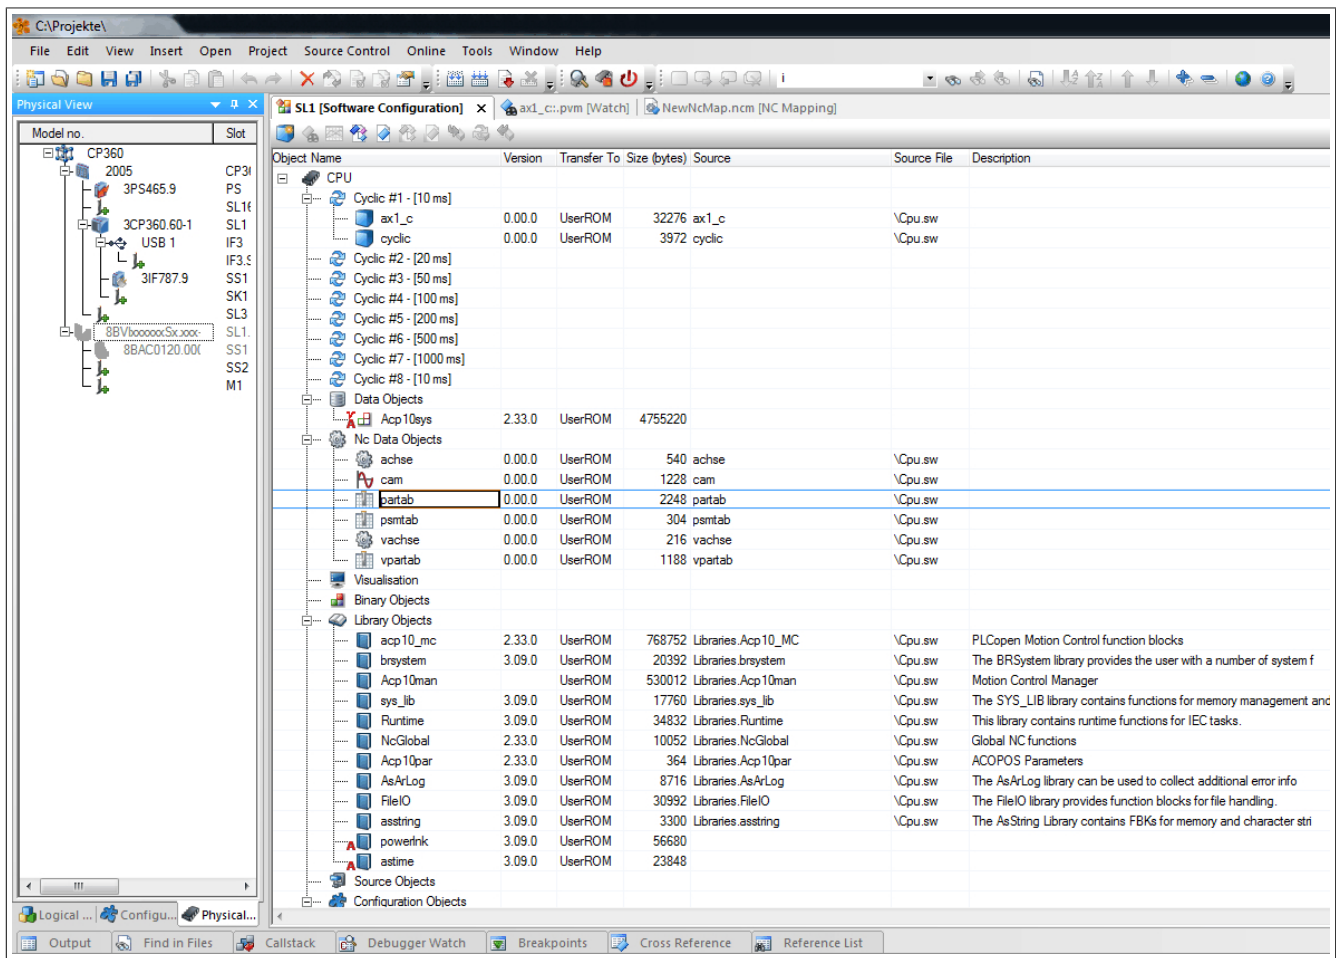 C:\Projekte\
File Edit View Insert Open Project Source Control Online Tools Window Help
i
Physical View
SL1 [Software Configuration] ax1_c::.pvm [Watch] NewNcMap.ncm [NC Mapping]
Model no. Slot
CP360
2005 CP3
3PS465.9 PS
SL16
3CP360.60-1 SL1
USB 1 IF3
IF3.S
3IF787.9 SS1
SK1
SL3
8BVIxxxxxxSx.xxx- SL1.
8BAC0120.00( SS1
SS2
M1
Object Name Version Transfer To Size (bytes) Source Source File Description
CPU
Cyclic #1 - [10 ms]
ax1_c 0.00.0 UserROM 32276 ax1_c \Cpu.sw
cyclic 0.00.0 UserROM 3972 cyclic \Cpu.sw
Cyclic #2 - [20 ms]
Cyclic #3 - [50 ms]
Cyclic #4 - [100 ms]
Cyclic #5 - [200 ms]
Cyclic #6 - [500 ms]
Cyclic #7 - [1000 ms]
Cyclic #8 - [10 ms]
Data Objects
Acp10sys 2.33.0 UserROM 4755220
Nc Data Objects
achse 0.00.0 UserROM 540 achse \Cpu.sw
cam 0.00.0 UserROM 1228 cam \Cpu.sw
partab 0.00.0 UserROM 2248 partab \Cpu.sw
psmtab 0.00.0 UserROM 304 psmtab \Cpu.sw
vachse 0.00.0 UserROM 216 vachse \Cpu.sw
vpartab 0.00.0 UserROM 1188 vpartab \Cpu.sw
Visualisation
Binary Objects
Library Objects
acp10_mc 2.33.0 UserROM 768752 Libraries.Acp10_MC \Cpu.sw PLCopen Motion Control function blocks
brsystem 3.09.0 UserROM 20392 Libraries.brsystem \Cpu.sw The BRSystem library provides the user with a number of system f
Acp10man UserROM 530012 Libraries.Acp10man \Cpu.sw Motion Control Manager
sys_lib 3.09.0 UserROM 17760 Libraries.sys_lib \Cpu.sw The SYS_LIB library contains functions for memory management and
Runtime 3.09.0 UserROM 34832 Libraries.Runtime \Cpu.sw This library contains runtime functions for IEC tasks.
NcGlobal 2.33.0 UserROM 10052 Libraries.NcGlobal \Cpu.sw Global NC functions
Acp10par 2.33.0 UserROM 364 Libraries.Acp10par \Cpu.sw ACOPOS Parameters
AsArLog 3.09.0 UserROM 8716 Libraries.AsArLog \Cpu.sw The AsArLog library can be used to collect additional error info
FileIO 3.09.0 UserROM 30992 Libraries.FileIO \Cpu.sw The FileIO library provides function blocks for file handling.
asstring 3.09.0 UserROM 3300 Libraries.asstring \Cpu.sw The AsString Library contains FBKs for memory and character stri
powerlnk 3.09.0 UserROM 56680
astime 3.09.0 UserROM 23848
Source Objects
Configuration Objects
Logical ... Configu... Physical...
Output Find in Files Callstack Debugger Watch Breakpoints Cross Reference Reference List